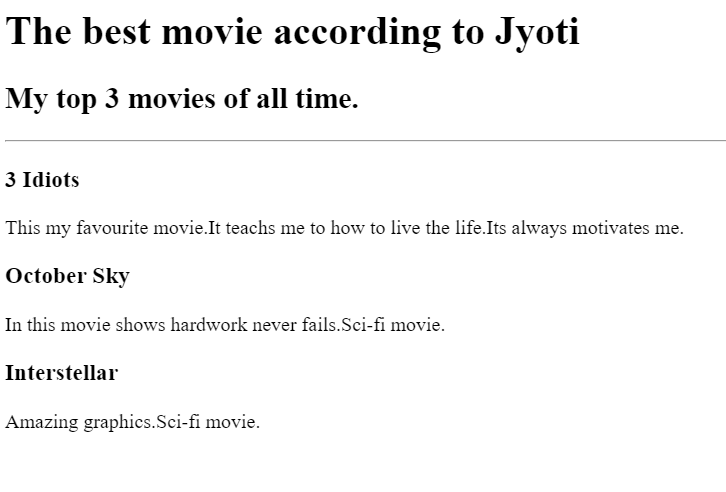 The best movie according to Jyoti
My top 3 movies of all time.
3 Idiots
This my favourite movie.It teachs me to how to live the life.Its always motivates me.
October Sky
In this movie shows hardwork never fails.Sci-fi movie.
Interstellar
Amazing graphics.Sci-fi movie.